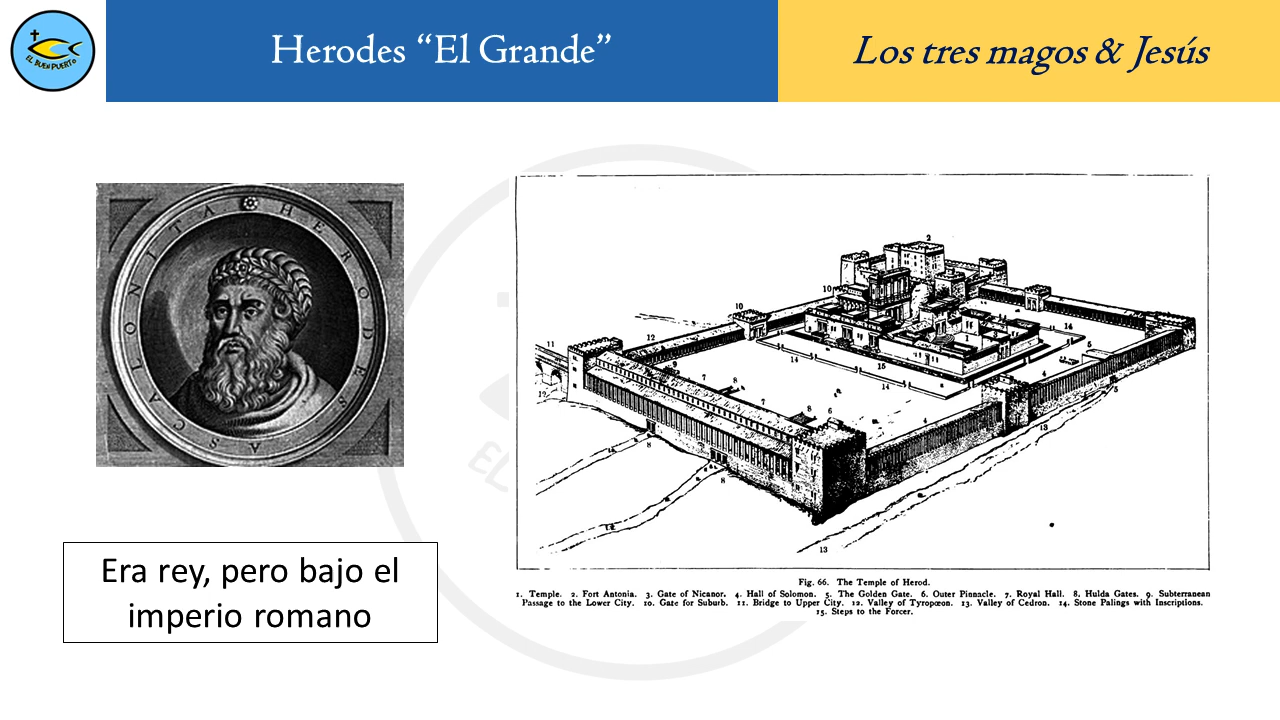 Herodes “El Grande”
Los tres magos & Jesús
EL BUEN PUERTO
HERODES ASCALONITA
Era rey, pero bajo el
imperio romano
Fig. 66. The Temple of Herod.
1. Temple. 2. Fort Antonia. 3. Gate of Nicanor. 4. Hall of Solomon. 5. The Golden Gate. 6. Outer Pinnacle. 7. Royal Hall. 8. Hulda Gates. 9. Subterranean
Passage to the Lower City. 10. Gate for Suburb. 11. Bridge to Upper City. 12. Valley of Tyropœon. 13. Valley of Cedron. 14. Stone Palings with Inscriptions.
15. Steps to the Forcer.